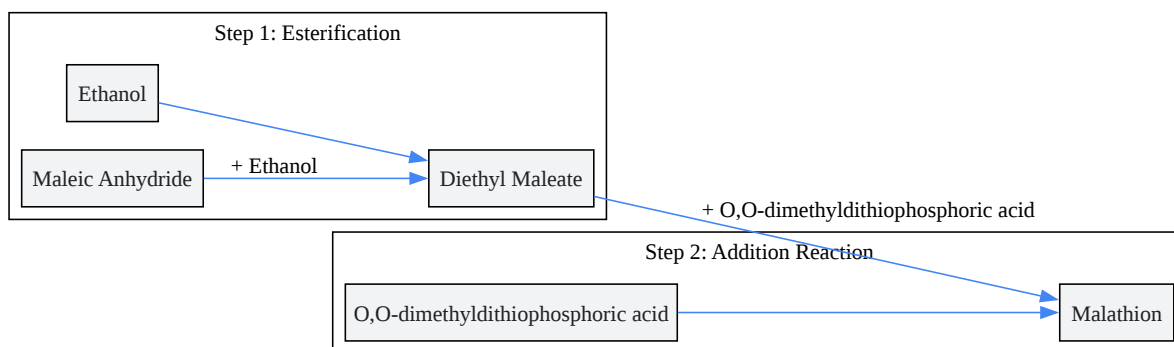 Step 1: Esterification
Ethanol
Maleic Anhydride
+ Ethanol
Diethyl Maleate
+ O,O-dimethyldithiophosphoric acid
Step 2: Addition Reaction
O,O-dimethyldithiophosphoric acid
Malathion